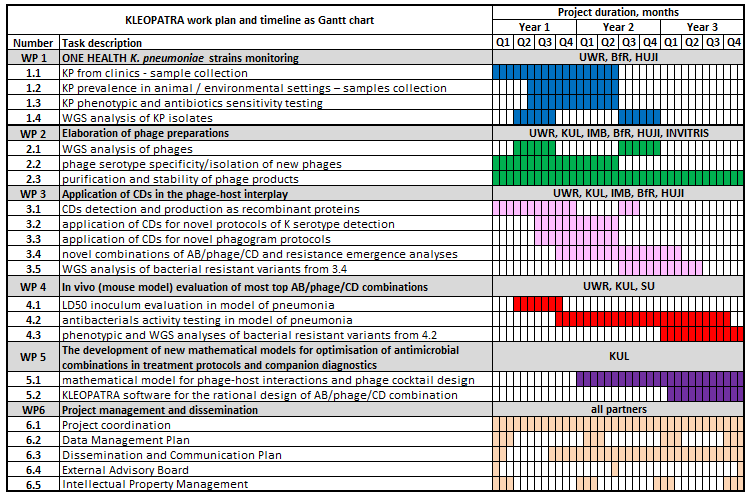 KLEOPATRA work plan and timeline as Gantt chart
Project duration, months
Year 1 Year 2 Year 3
Number Task description Q1 Q2 Q3 Q4 Q1 Q2 Q3 Q4 Q1 Q2 Q3 Q4
WP 1 ONE HEALTH K. pneumoniae strains monitoring UWR, BfR, HUJI
1.1 KP from clinics - sample collection
1.2 KP prevalence in animal / environmental settings – samples collection
1.3 KP phenotypic and antibiotics sensitivity testing
1.4 WGS analysis of KP isolates
WP 2 Elaboration of phage preparations UWR, KUL, IMB, BfR, HUJI, INVITRIS
2.1 WGS analysis of phages
2.2 phage serotype specificity/isolation of new phages
2.3 purification and stability of phage products
WP 3 Application of CDs in the phage-host interplay UWR, KUL, IMB, BfR, HUJI
3.1 CDs detection and production as recombinant proteins
3.2 application of CDs for novel protocols of K serotype detection
3.3 application of CDs for novel phagogram protocols
3.4 novel combinations of AB/phage/CD and resistance emergence analyses
3.5 WGS analysis of bacterial resistant variants from 3.4
WP 4 In vivo (mouse model) evaluation of most top AB/phage/CD combinations UWR, KUL, SU
4.1 LD50 inoculum evaluation in model of pneumonia
4.2 antibacterials activity testing in model of pneumonia
4.3 phenotypic and WGS analyses of bacterial resistant variants from 4.2
WP 5 The development of new mathematical models for optimisation of antimicrobial
combinations in treatment protocols and companion diagnostics KUL
5.1 mathematical model for phage-host interactions and phage cocktail design
5.2 KLEOPATRA software for the rational design of AB/phage/CD combination
WP6 Project management and dissemination all partners
6.1 Project coordination
6.2 Data Management Plan
6.3 Dissemination and Communication Plan
6.4 External Advisory Board
6.5 Intellectual Property Management